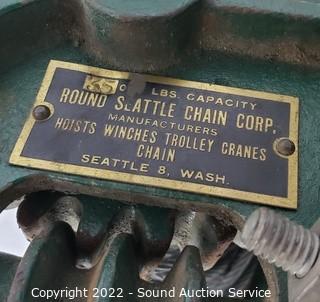 LBS. CAPACITY
ROUND SEATTLE CHAIN CORP.
MANUFACTURERS
HOISTS WINCHES TROLLEY CRANES
CHAIN
SEATTLE 8, WASH.
Copyright 2022 - Sound Auction Service